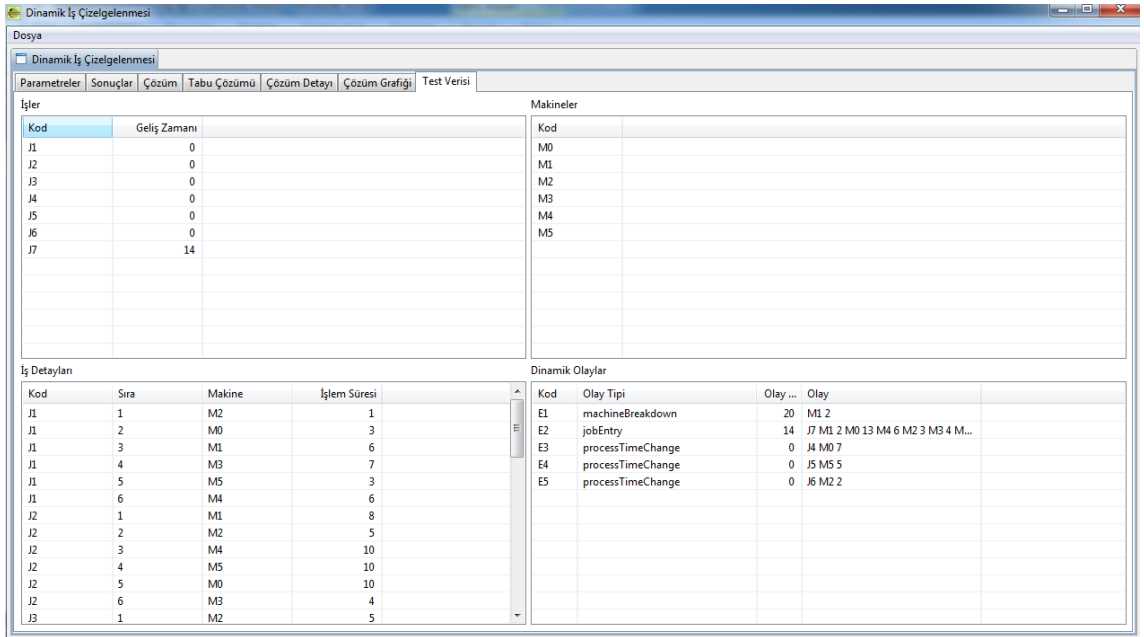 Dinamik İş Çizelgelenmesi
Dosya
Dinamik İş Çizelgelenmesi
Parametreler Sonuçlar Çözüm Tabu Çözümü Çözüm Detayı Çözüm Grafiği Test Verisi
İşler
Kod Geliş Zamanı
J1 0
J2 0
J3 0
J4 0
J5 0
J6 0
J7 14
Makineler
Kod
M0
M1
M2
M3
M4
M5
İş Detayları
Kod Sıra Makine İşlem Süresi
J1 1 M2 1
J1 2 M0 3
J1 3 M1 6
J1 4 M3 7
J1 5 M5 3
J1 6 M4 6
J2 1 M1 8
J2 2 M2 5
J2 3 M4 10
J2 4 M5 10
J2 5 M0 10
J2 6 M3 4
J3 1 M2 5
Dinamik Olaylar
Kod Olay Tipi Olay ... Olay
E1 machineBreakdown 20 M1 2
E2 jobEntry 14 J7 M1 2 M0 13 M4 6 M2 3 M3 4 M...
E3 processTimeChange 0 J4 M0 7
E4 processTimeChange 0 J5 M5 5
E5 processTimeChange 0 J6 M2 2